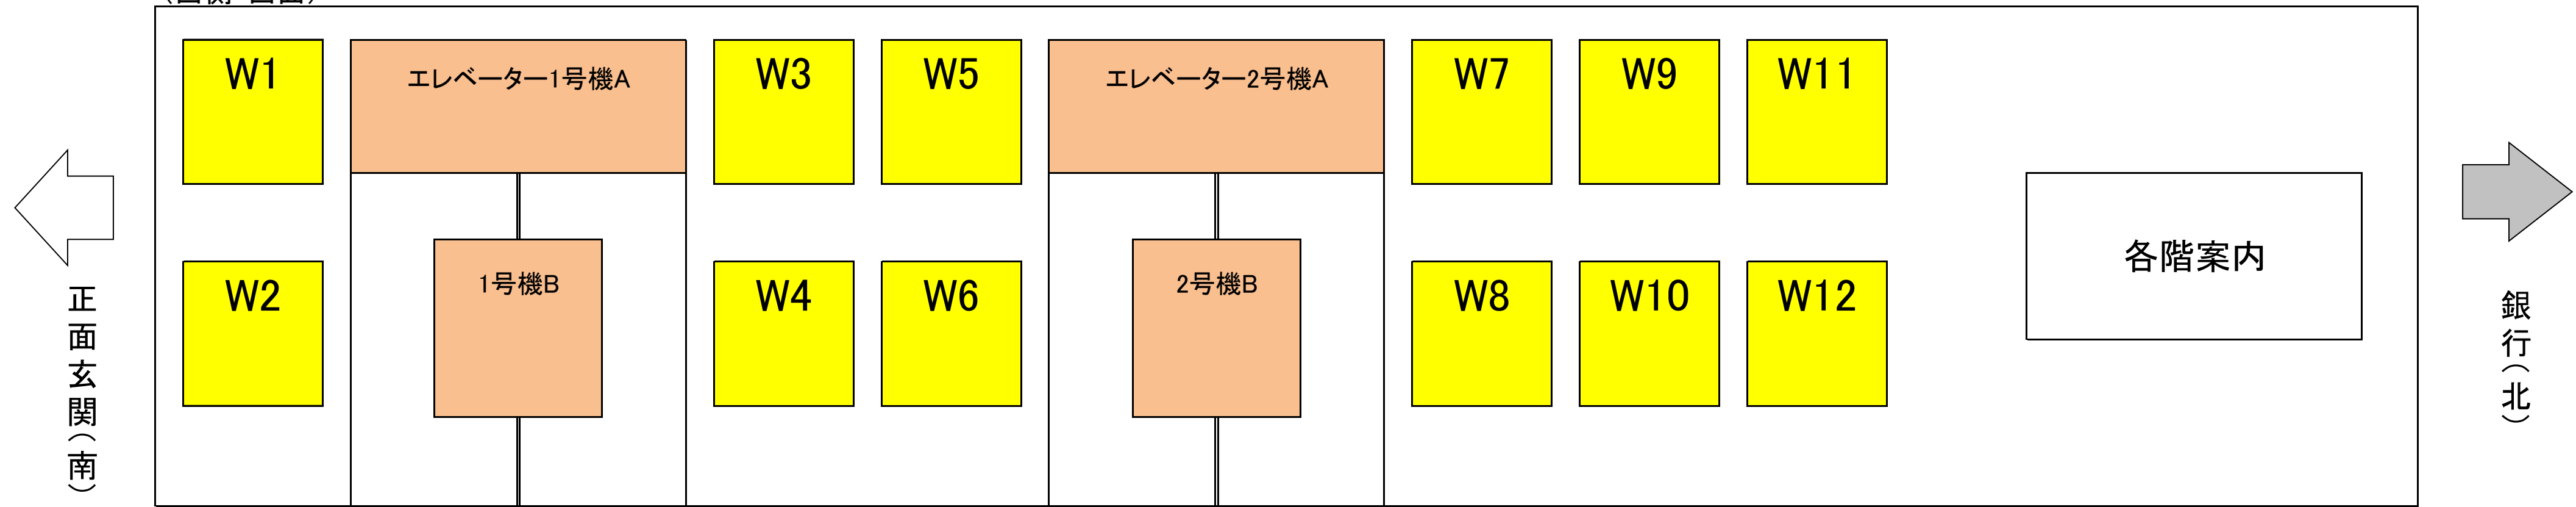 W1
エレベーター1号機A
W3
W5
エレベーター2号機A
W7
W9
W11
W2
1号機B
W4
W6
2号機B
W8
W10
W12
各階案内
正面玄関(南)
銀行(北)